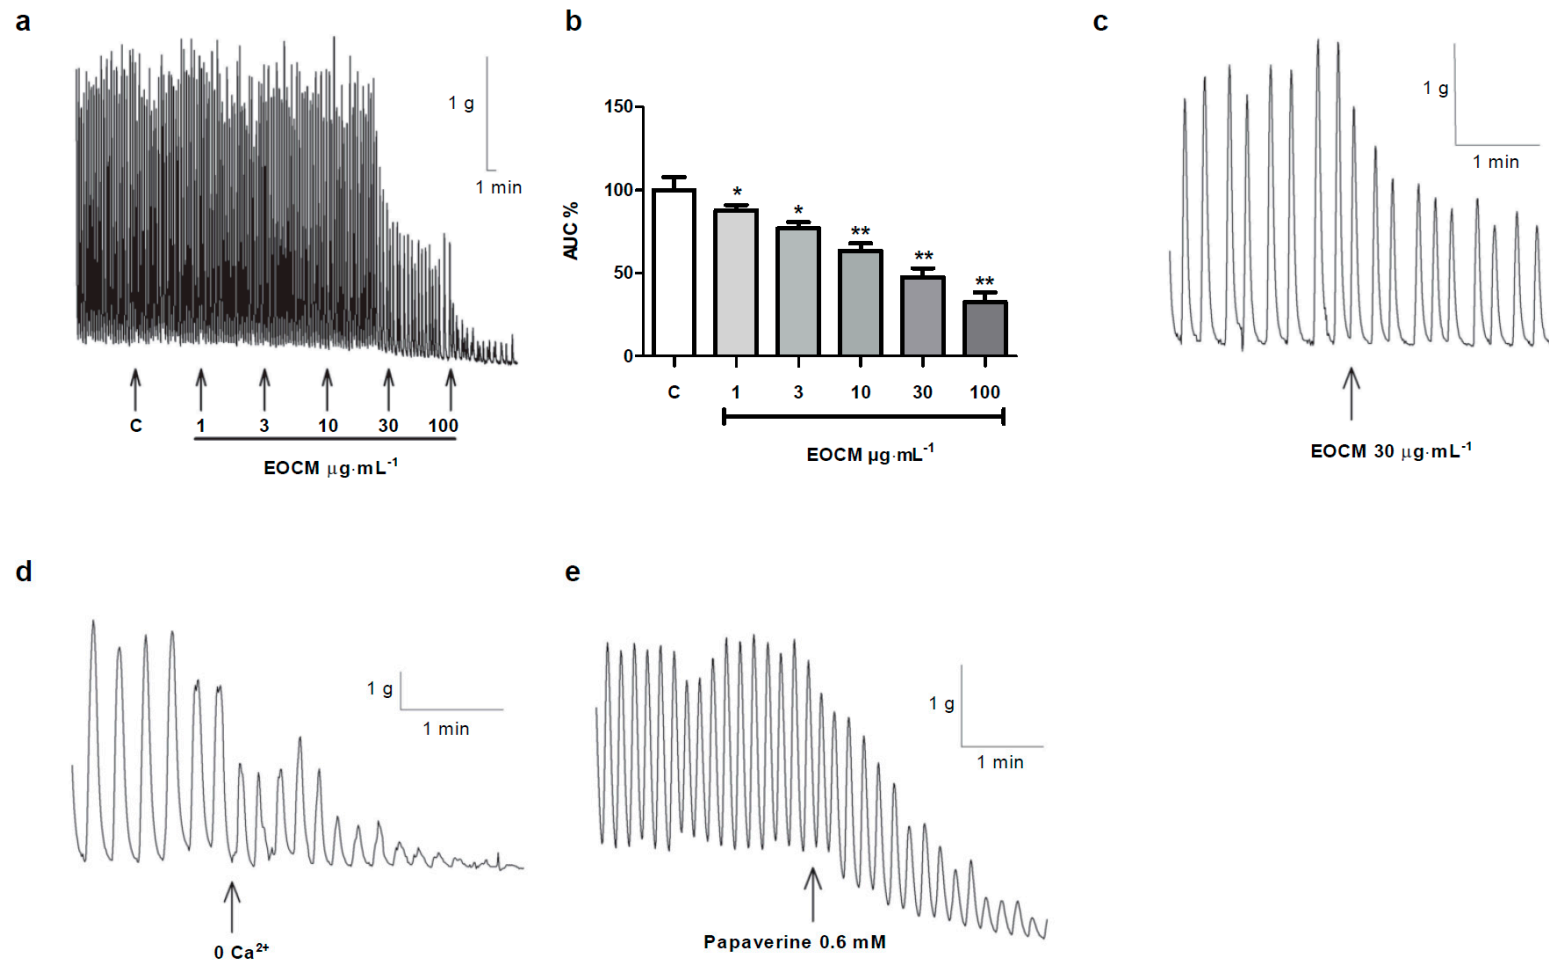 a
1 g
1 min
C 1 3 10 30 100
EOCM μg·mL⁻¹
b
AUC %
150
100
50
0
* * ** ** **
C 1 3 10 30 100
EOCM μg·mL⁻¹
c
1 g
1 min
EOCM 30 μg·mL⁻¹
d
1 g
1 min
0 Ca²⁺
e
1 g
1 min
Papaverine 0.6 mM